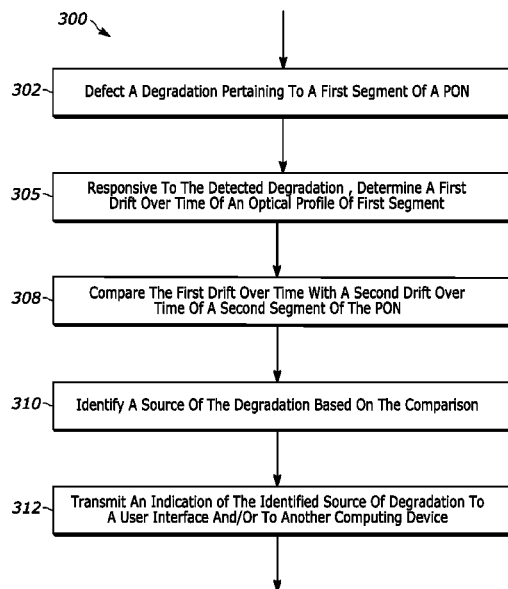 300
302
Defect A Degradation Pertaining To A First Segment Of A PON
305
Responsive To The Detected Degradation , Determine A First
Drift Over Time Of An Optical Profile Of First Segment
308
Compare The First Drift Over Time With A Second Drift Over
Time Of A Second Segment Of The PON
310
Identify A Source Of The Degradation Based On The Comparison
312
Transmit An Indication of The Identified Source Of Degradation To
A User Interface And/Or To Another Computing Device